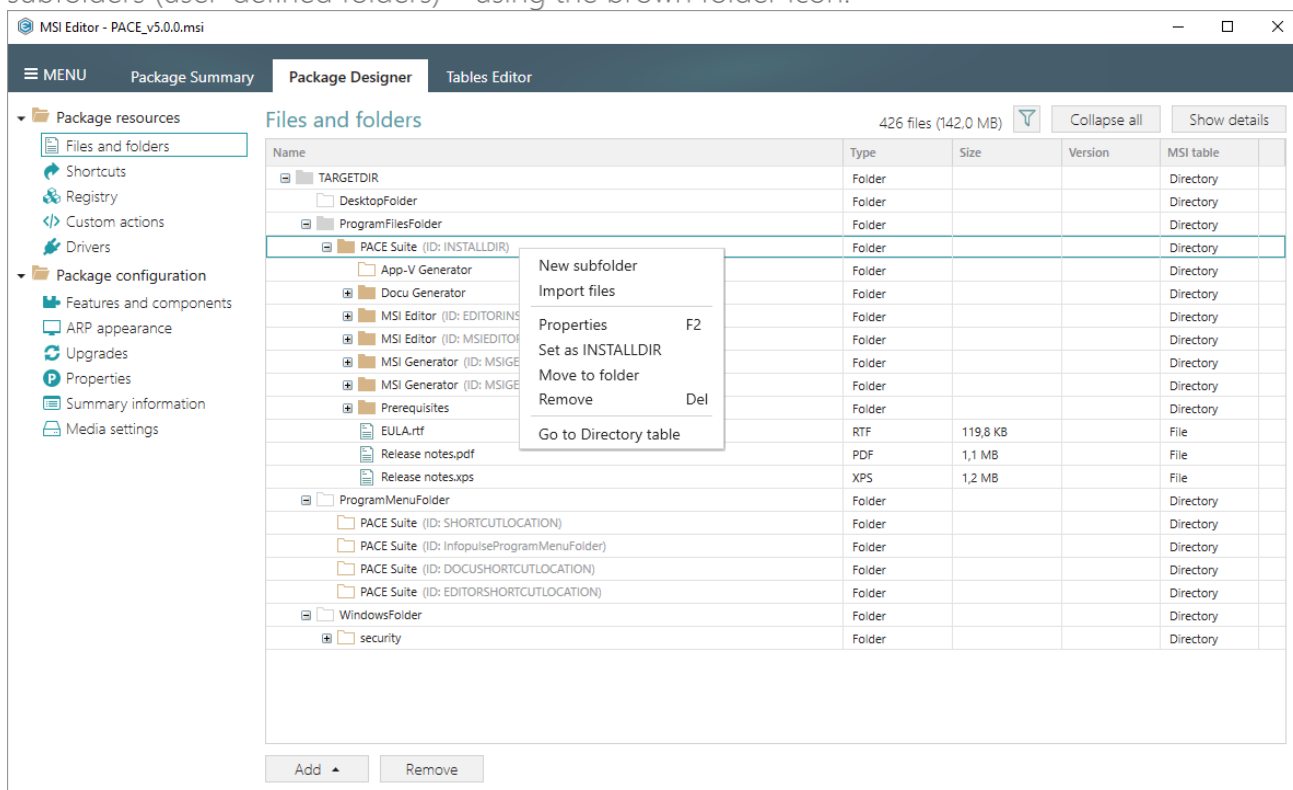 subfolders (user-defined folders) – using the brown folder icon.
MSI Editor - PACE_v5.0.0.msi
MENU Package Summary Package Designer Tables Editor
Package resources
Files and folders
Shortcuts
Registry
Custom actions
Drivers
Package configuration
Features and components
ARP appearance
Upgrades
Properties
Summary information
Media settings
Files and folders 426 files (142,0 MB) Collapse all Show details
Name Type Size Version MSI table
TARGETDIR Folder Directory
DesktopFolder Folder Directory
ProgramFilesFolder Folder Directory
PACE Suite (ID: INSTALLDIR) Folder Directory
App-V Generator Folder Directory
Docu Generator Folder Directory
MSI Editor (ID: EDITORINS Folder Directory
MSI Editor (ID: MSIEDITOR Folder Directory
MSI Generator (ID: MSIGE Folder Directory
MSI Generator (ID: MSIGE Folder Directory
Prerequisites Folder Directory
EULA.rtf RTF 119,8 KB File
Release notes.pdf PDF 1,1 MB File
Release notes.xps XPS 1,2 MB File
ProgramMenuFolder Folder Directory
PACE Suite (ID: SHORTCUTLOCATION) Folder Directory
PACE Suite (ID: InfopulseProgramMenuFolder) Folder Directory
PACE Suite (ID: DOCUSHORTCUTLOCATION) Folder Directory
PACE Suite (ID: EDITORSHORTCUTLOCATION) Folder Directory
WindowsFolder Folder Directory
security Folder Directory
New subfolder
Import files
Properties F2
Set as INSTALLDIR
Move to folder
Remove Del
Go to Directory table
Add Remove